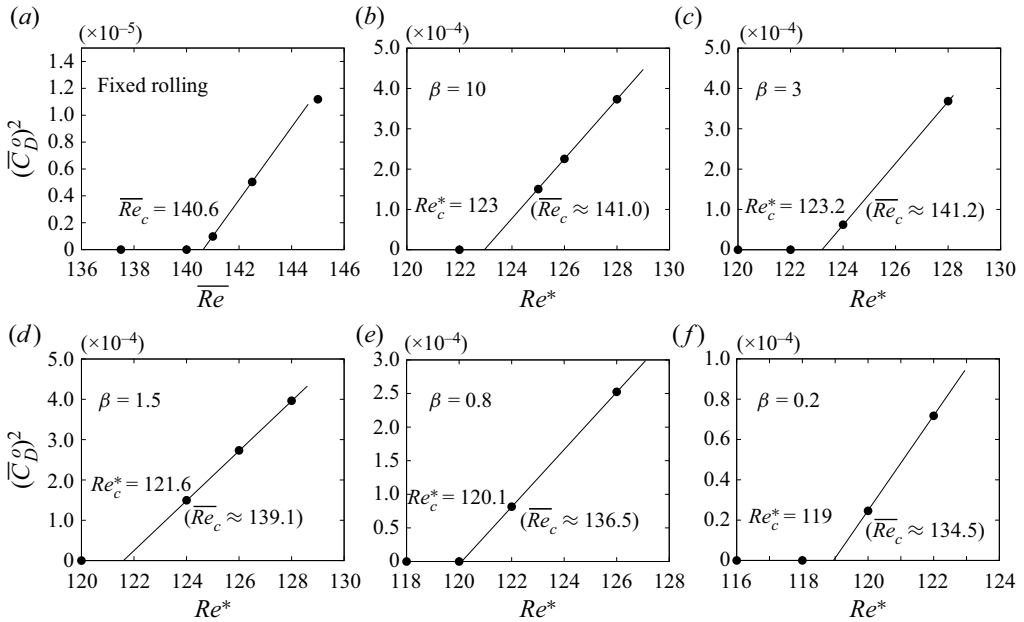 (a)
(×10⁻⁵)
1.4
1.2
1.0
0.8
0.6
0.4
0.2
0
Fixed rolling
R̅e̅_c = 140.6
136 138 140 142 144 146
R̅e̅
(C̅ᵒ_D)²
(b)
(×10⁻⁴)
5.0
4.0
3.0
2.0
1.0
0
β = 10
Re*_c = 123
(R̅e̅_c ≈ 141.0)
120 122 124 126 128 130
Re*
(c)
(×10⁻⁴)
5.0
4.0
3.0
2.0
1.0
0
β = 3
Re*_c = 123.2
(R̅e̅_c ≈ 141.2)
120 122 124 126 128 130
Re*
(d)
(×10⁻⁴)
5.0
4.0
3.0
2.0
1.0
0
β = 1.5
Re*_c = 121.6
(R̅e̅_c ≈ 139.1)
120 122 124 126 128 130
Re*
(C̅ᵒ_D)²
(e)
(×10⁻⁴)
3.0
2.5
2.0
1.5
1.0
0.5
0
β = 0.8
Re*_c = 120.1
(R̅e̅_c ≈ 136.5)
118 120 122 124 126 128
Re*
(f)
(×10⁻⁴)
1.0
0.8
0.6
0.4
0.2
0
β = 0.2
Re*_c = 119
(R̅e̅_c ≈ 134.5)
116 118 120 122 124
Re*